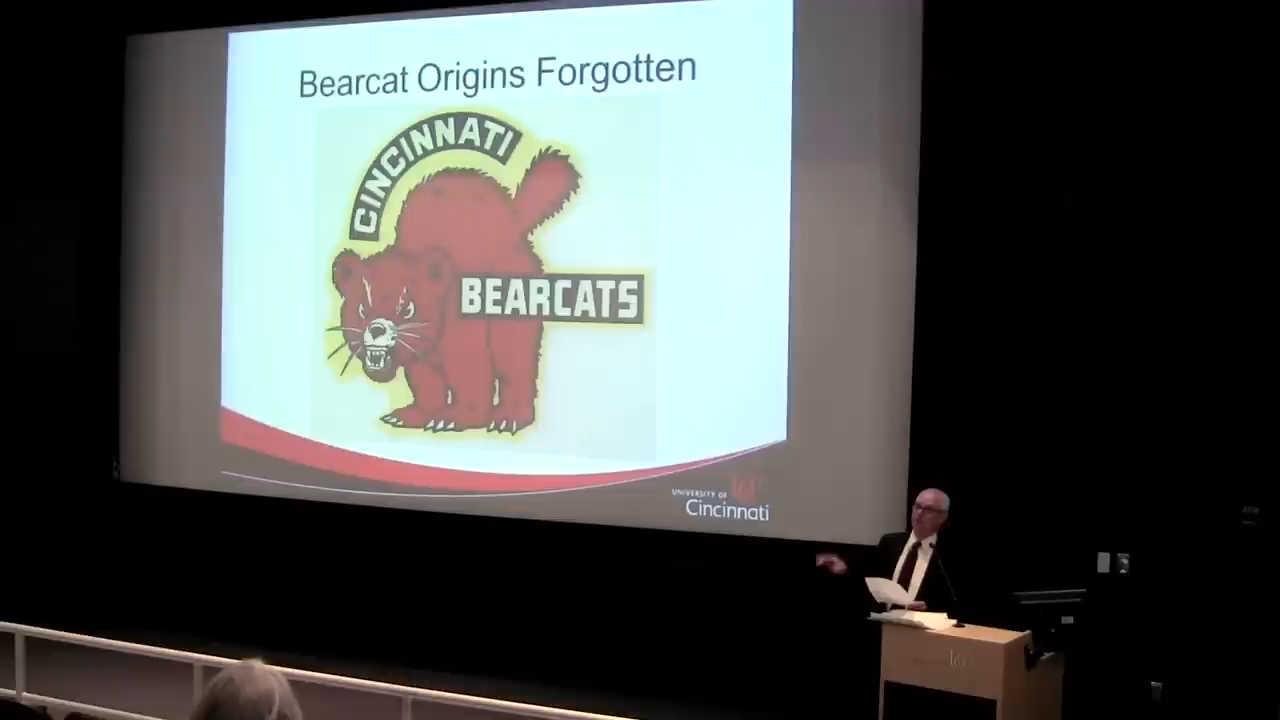 Bearcat Origins Forgotten
CINCINNATI
BEARCATS
UNIVERSITY OF
Cincinnati